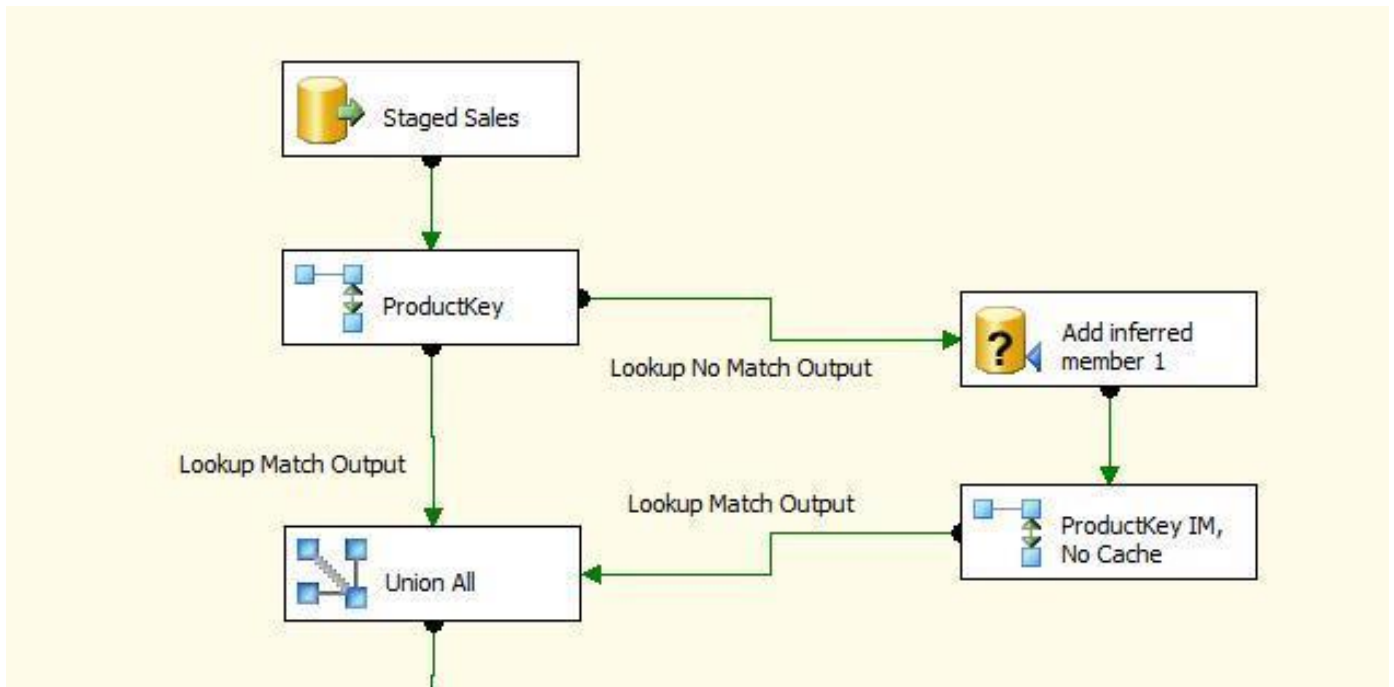 Staged Sales
ProductKey
Add inferred
member 1
Lookup No Match Output
Lookup Match Output
Lookup Match Output
ProductKey IM,
No Cache
Union All
?